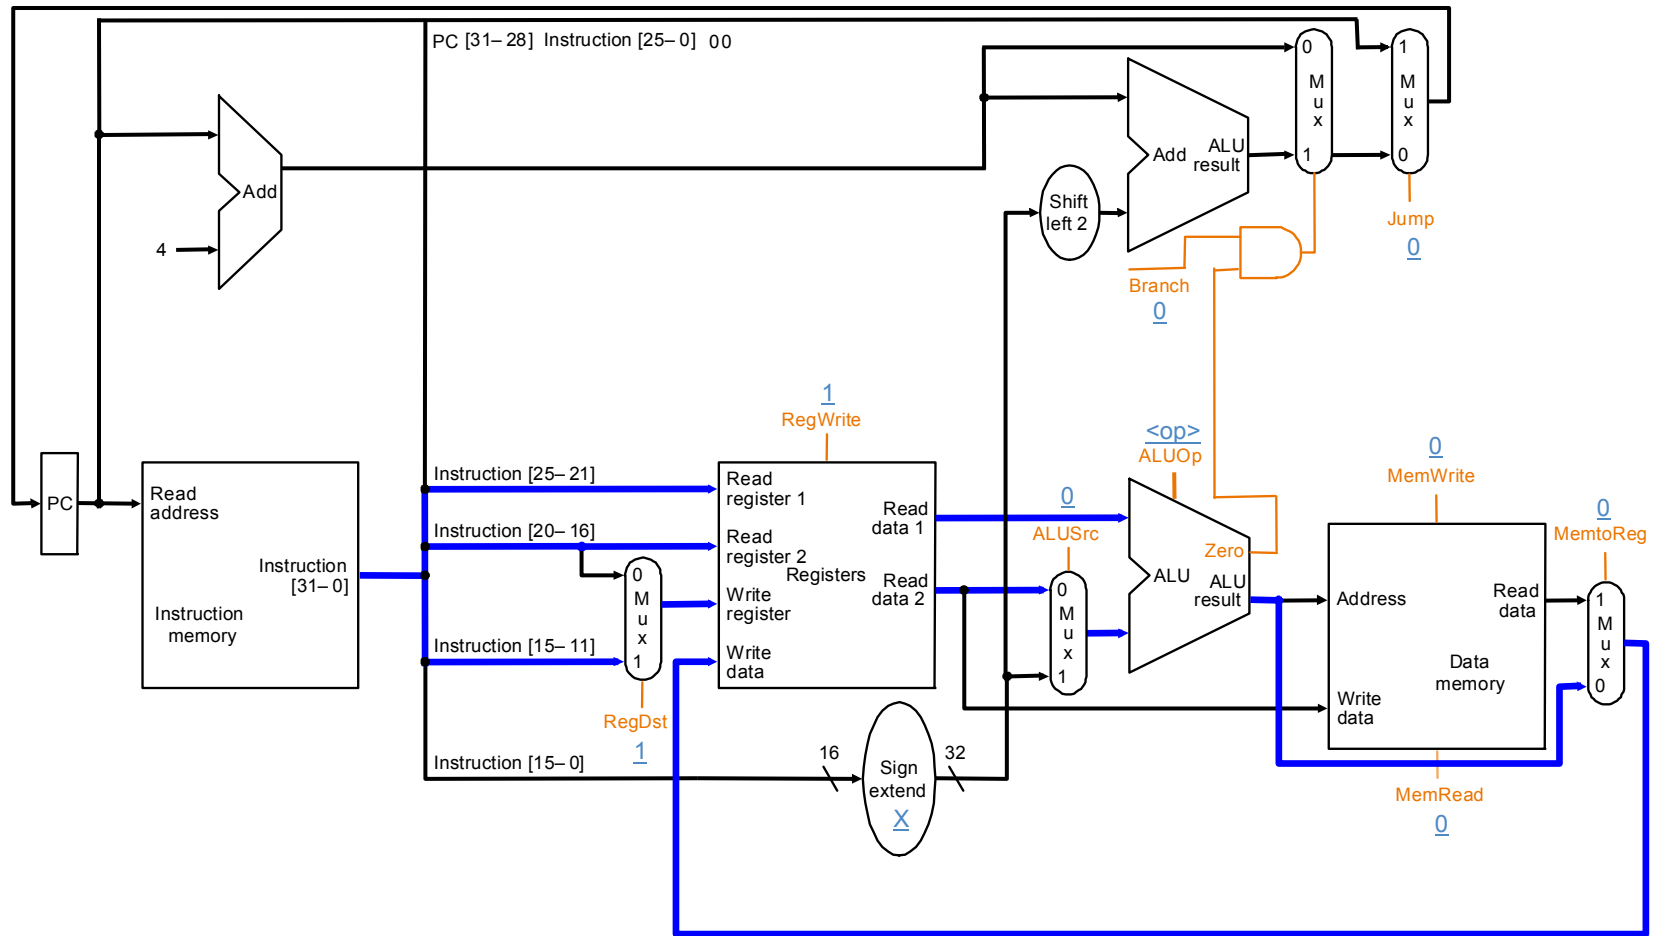 PC [31–28] Instruction [25–0] 00
0
M
u
x
1
1
M
u
x
0
Add
ALU
result
Add
4
Shift
left 2
Jump
0
Branch
0
1
RegWrite
<op>
ALUOp
0
MemWrite
0
MemtoReg
PC
Read
address
Instruction
[31–0]
Instruction
memory
Instruction [25–21]
Instruction [20–16]
Instruction [15–11]
Instruction [15–0]
0
M
u
x
1
RegDst
1
Read
register 1
Read
register 2
Write
register
Write
data
Registers
Read
data 1
Read
data 2
0
ALUSrc
0
M
u
x
1
Zero
ALU
ALU
result
Address
Write
data
Read
data
Data
memory
1
M
u
x
0
MemRead
0
16
Sign
extend
X
32